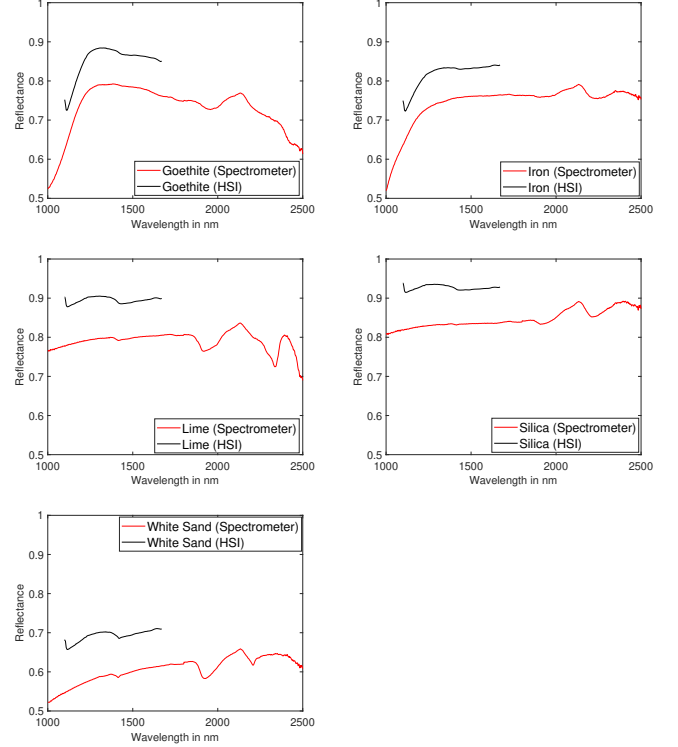 1
0.9
0.8
0.7
0.6
0.5
Reflectance
Goethite (Spectrometer)
Goethite (HSI)
1000 1500 2000 2500
Wavelength in nm
1
0.9
0.8
0.7
0.6
0.5
Reflectance
Iron (Spectrometer)
Iron (HSI)
1000 1500 2000 2500
Wavelength in nm
1
0.9
0.8
0.7
0.6
0.5
Reflectance
Lime (Spectrometer)
Lime (HSI)
1000 1500 2000 2500
Wavelength in nm
1
0.9
0.8
0.7
0.6
0.5
Reflectance
Silica (Spectrometer)
Silica (HSI)
1000 1500 2000 2500
Wavelength in nm
1
0.9
0.8
0.7
0.6
0.5
Reflectance
White Sand (Spectrometer)
White Sand (HSI)
1000 1500 2000 2500
Wavelength in nm